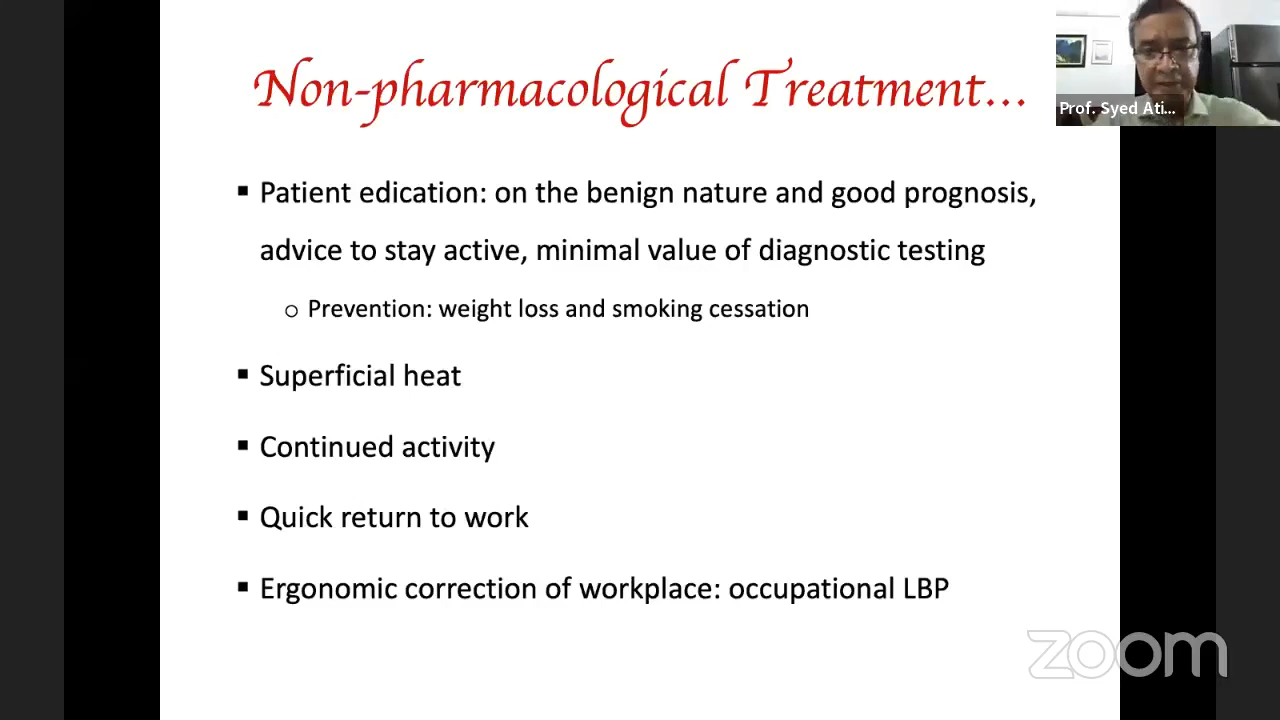 Non-pharmacological Treatment...
Prof. Syed Ati...
▪ Patient edication: on the benign nature and good prognosis,
advice to stay active, minimal value of diagnostic testing
o Prevention: weight loss and smoking cessation
▪ Superficial heat
▪ Continued activity
▪ Quick return to work
▪ Ergonomic correction of workplace: occupational LBP
zoom